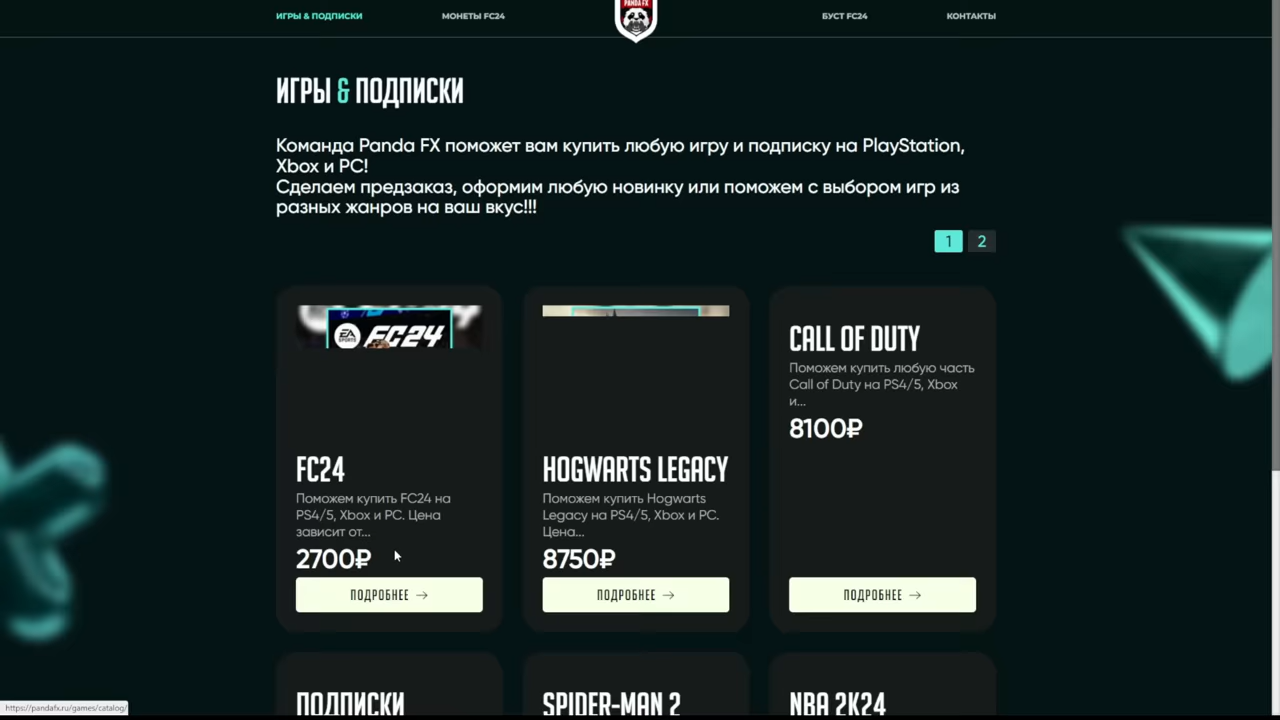 ИГРЫ & ПОДПИСКИ
МОНЕТЫ FC24
PANDA FX
БУСТ FC24
КОНТАКТЫ
ИГРЫ & ПОДПИСКИ
Команда Panda FX поможет вам купить любую игру и подписку на PlayStation,
Xbox и PC!
Сделаем предзаказ, оформим любую новинку или поможем с выбором игр из
разных жанров на ваш вкус!!!
1 2
EA SPORTS FC24
FC24
Поможем купить FC24 на
PS4/5, Xbox и PC. Цена
зависит от...
2700₽
ПОДРОБНЕЕ →
HOGWARTS LEGACY
Поможем купить Hogwarts
Legacy на PS4/5, Xbox и PC.
Цена...
8750₽
ПОДРОБНЕЕ →
CALL OF DUTY
Поможем купить любую часть
Call of Duty на PS4/5, Xbox
и...
8100₽
ПОДРОБНЕЕ →
ПОДПИСКИ
SPIDER-MAN 2
NBA 2K24
https://pandafx.ru/games/catalog/